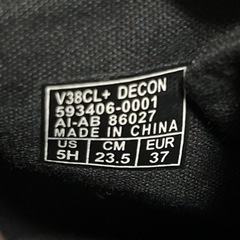 V38CL+ DECON
593406-0001
AI-AB 86027
MADE IN CHINA
US CM EUR
5H 23.5 37